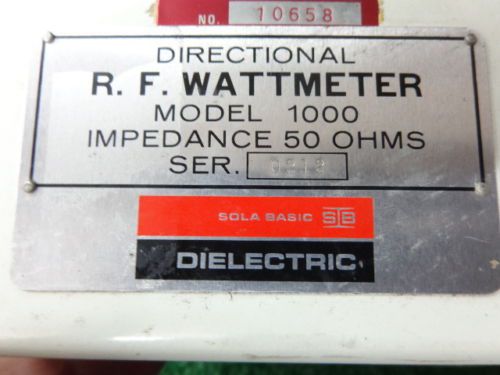 NO. 10658
DIRECTIONAL
R. F. WATTMETER
MODEL 1000
IMPEDANCE 50 OHMS
SER.
SOLA BASIC SB
DIELECTRIC